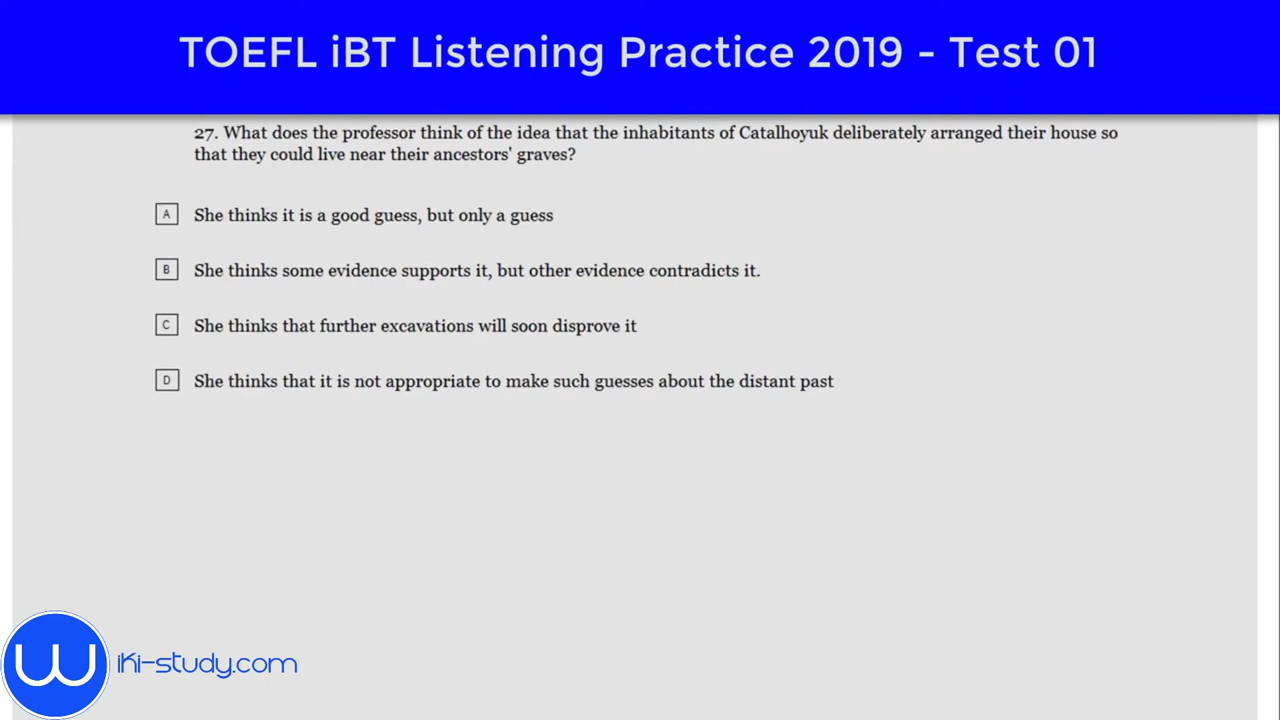 TOEFL iBT Listening Practice 2019 - Test 01
27. What does the professor think of the idea that the inhabitants of Catalhoyuk deliberately arranged their house so
that they could live near their ancestors' graves?
A She thinks it is a good guess, but only a guess
B She thinks some evidence supports it, but other evidence contradicts it.
C She thinks that further excavations will soon disprove it
D She thinks that it is not appropriate to make such guesses about the distant past
Wiki-study.com